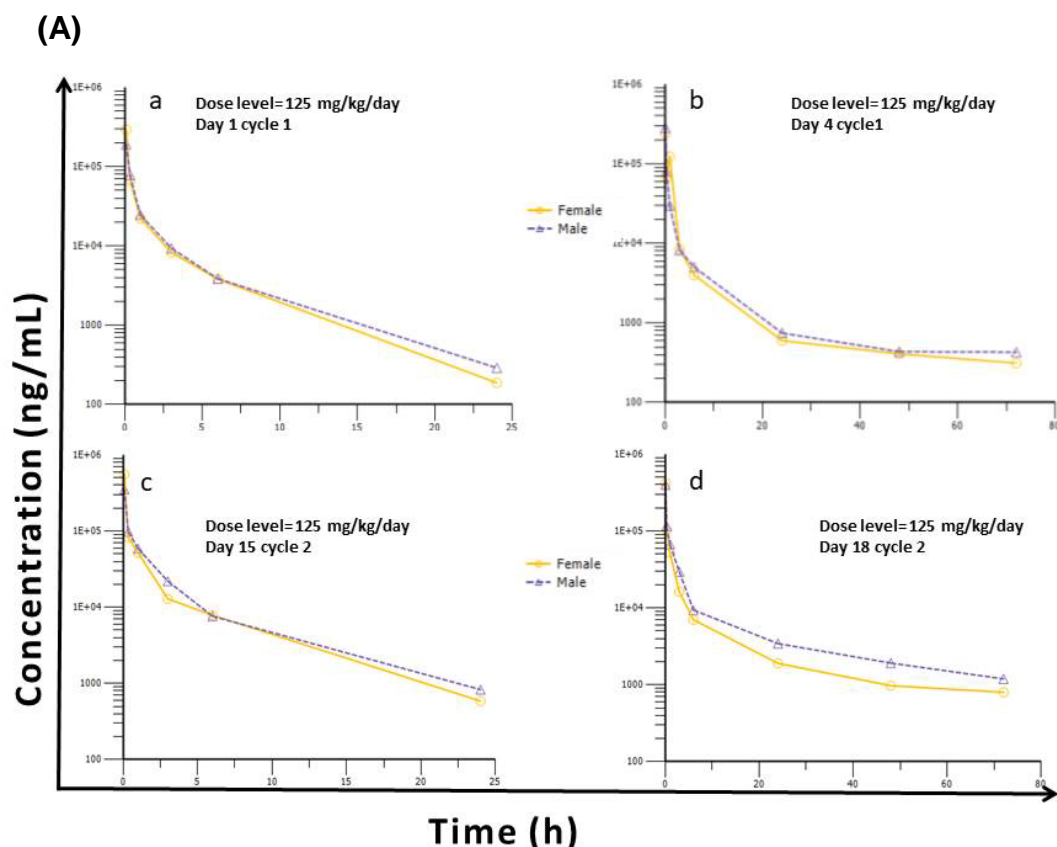 (A)
Concentration (ng/mL)
a
Dose level=125 mg/kg/day
Day 1 cycle 1
1E+06
1E+05
1E+04
1000
100
0
5
10
15
20
25
Female
Male
b
Dose level=125 mg/kg/day
Day 4 cycle1
1E+06
1E+05
1E+04
1000
100
0
20
40
60
80
c
Dose level=125 mg/kg/day
Day 15 cycle 2
1E+06
1E+05
1E+04
1000
100
0
5
10
15
20
25
Female
Male
d
Dose level=125 mg/kg/day
Day 18 cycle 2
1E+06
1E+05
1E+04
1000
100
0
20
40
60
80
Time (h)